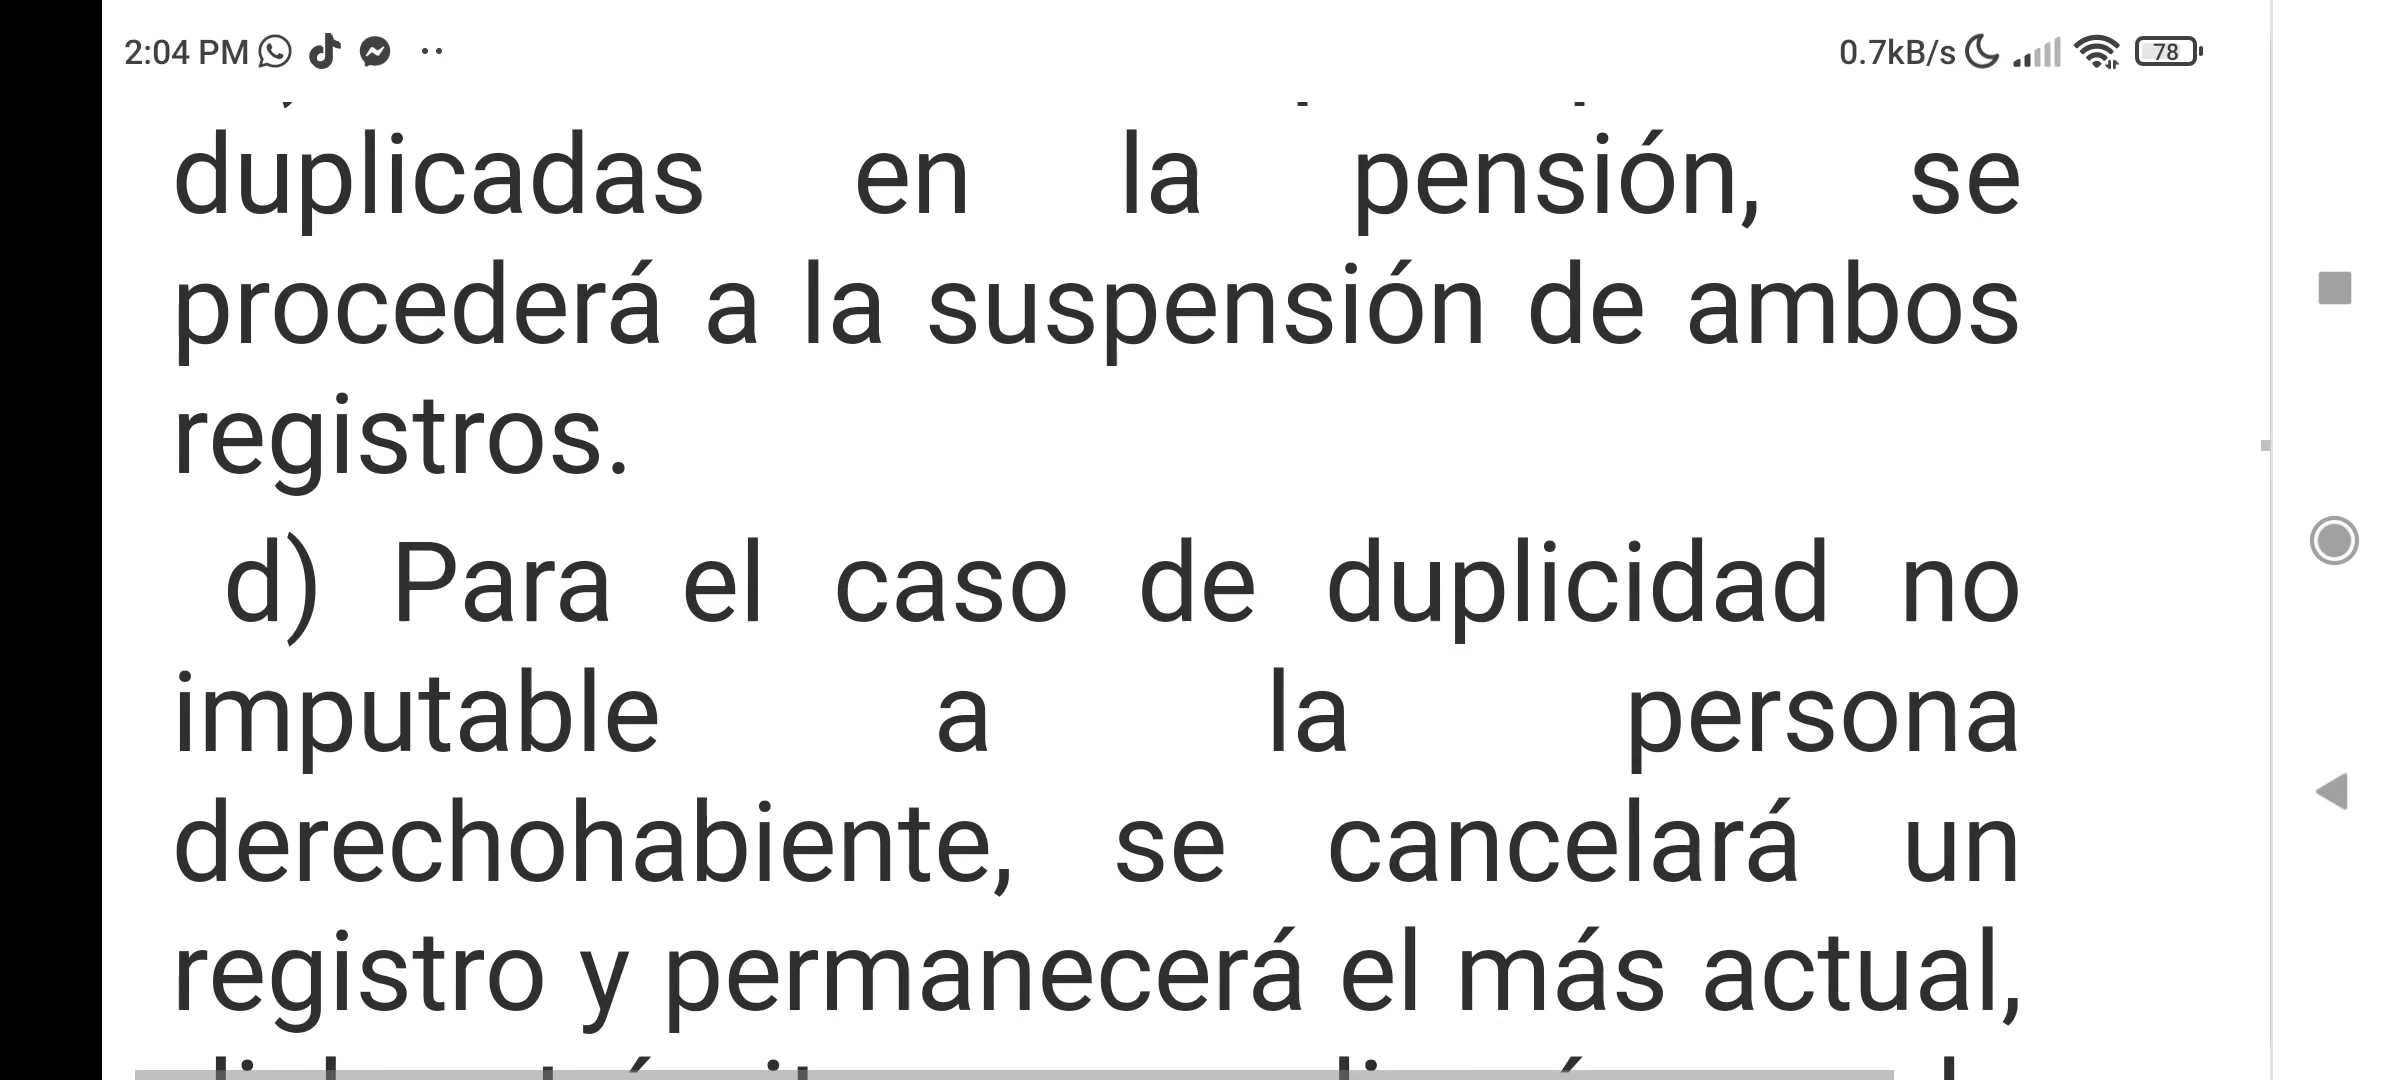 2:04 PM
0.7kB/s
78
duplicadas en la pensión, se
procederá a la suspensión de ambos
registros.
d) Para el caso de duplicidad no
imputable a la persona
derechohabiente, se cancelará un
registro y permanecerá el más actual,